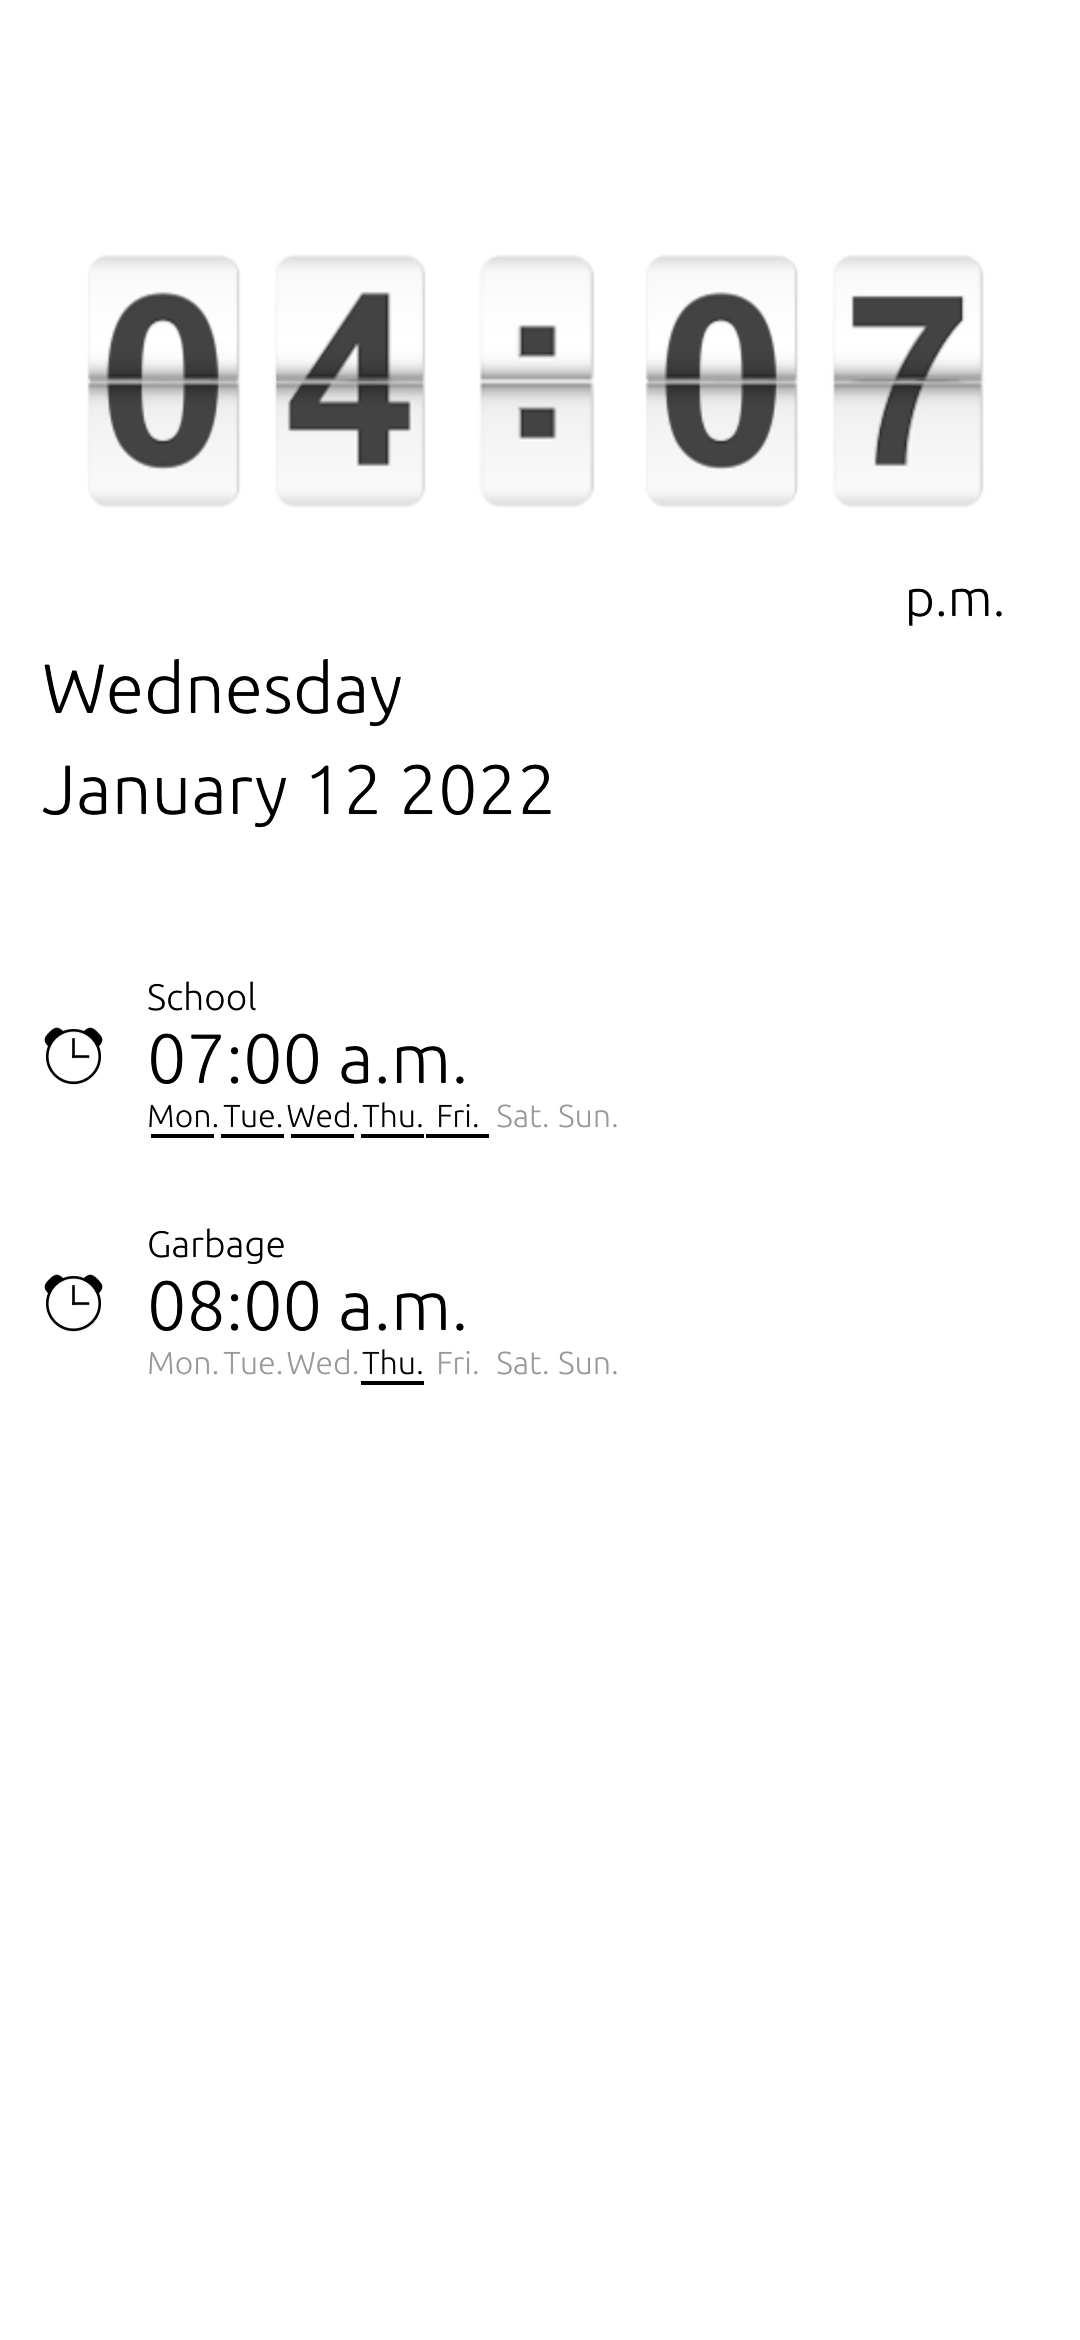 04:07
p.m.
Wednesday
January 12 2022
School
07:00 a.m.
Mon. Tue. Wed. Thu. Fri. Sat. Sun.
Garbage
08:00 a.m.
Mon. Tue. Wed. Thu. Fri. Sat. Sun.